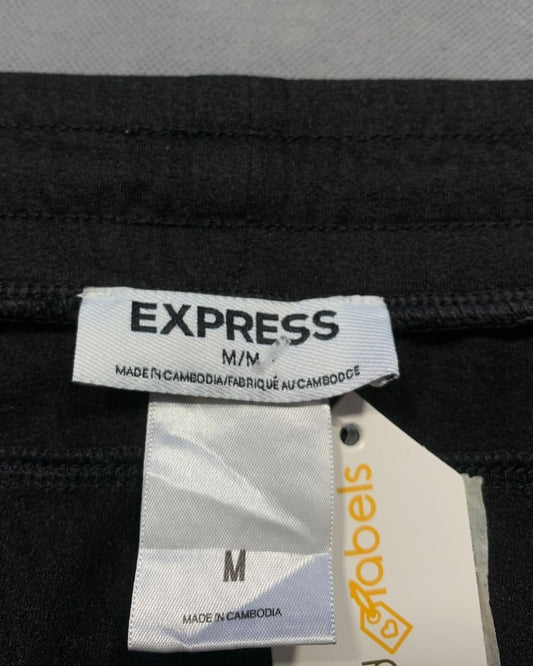 EXPRESS
M/M
MADE IN CAMBODIA/FABRIQUÉ AU CAMBODGE
M
MADE IN CAMBODIA
labels